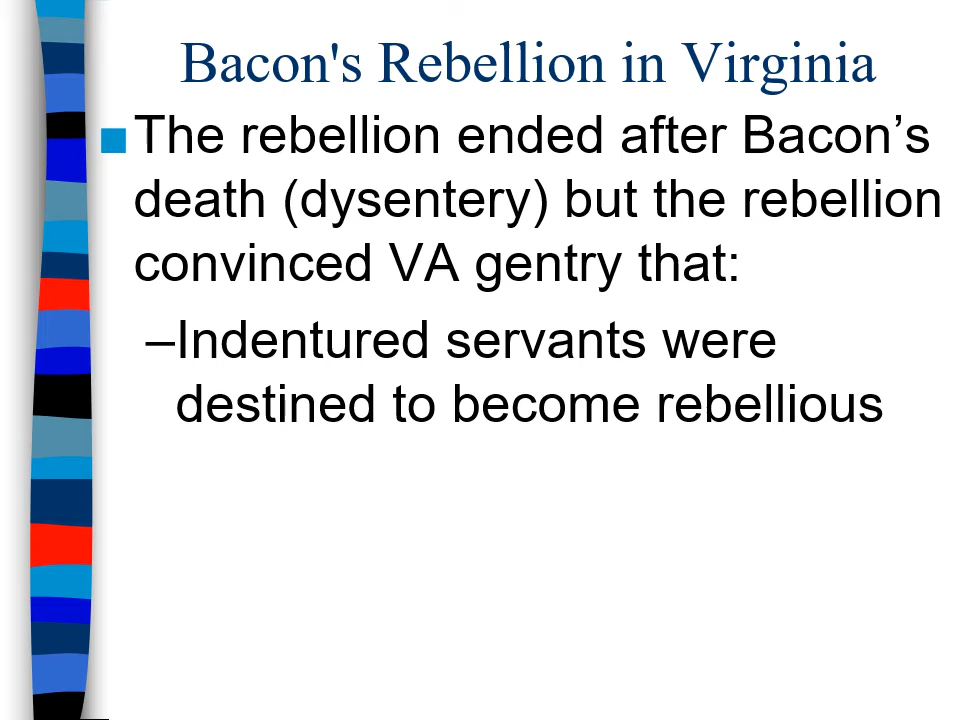 Bacon's Rebellion in Virginia
■The rebellion ended after Bacon’s
death (dysentery) but the rebellion
convinced VA gentry that:
–Indentured servants were
destined to become rebellious